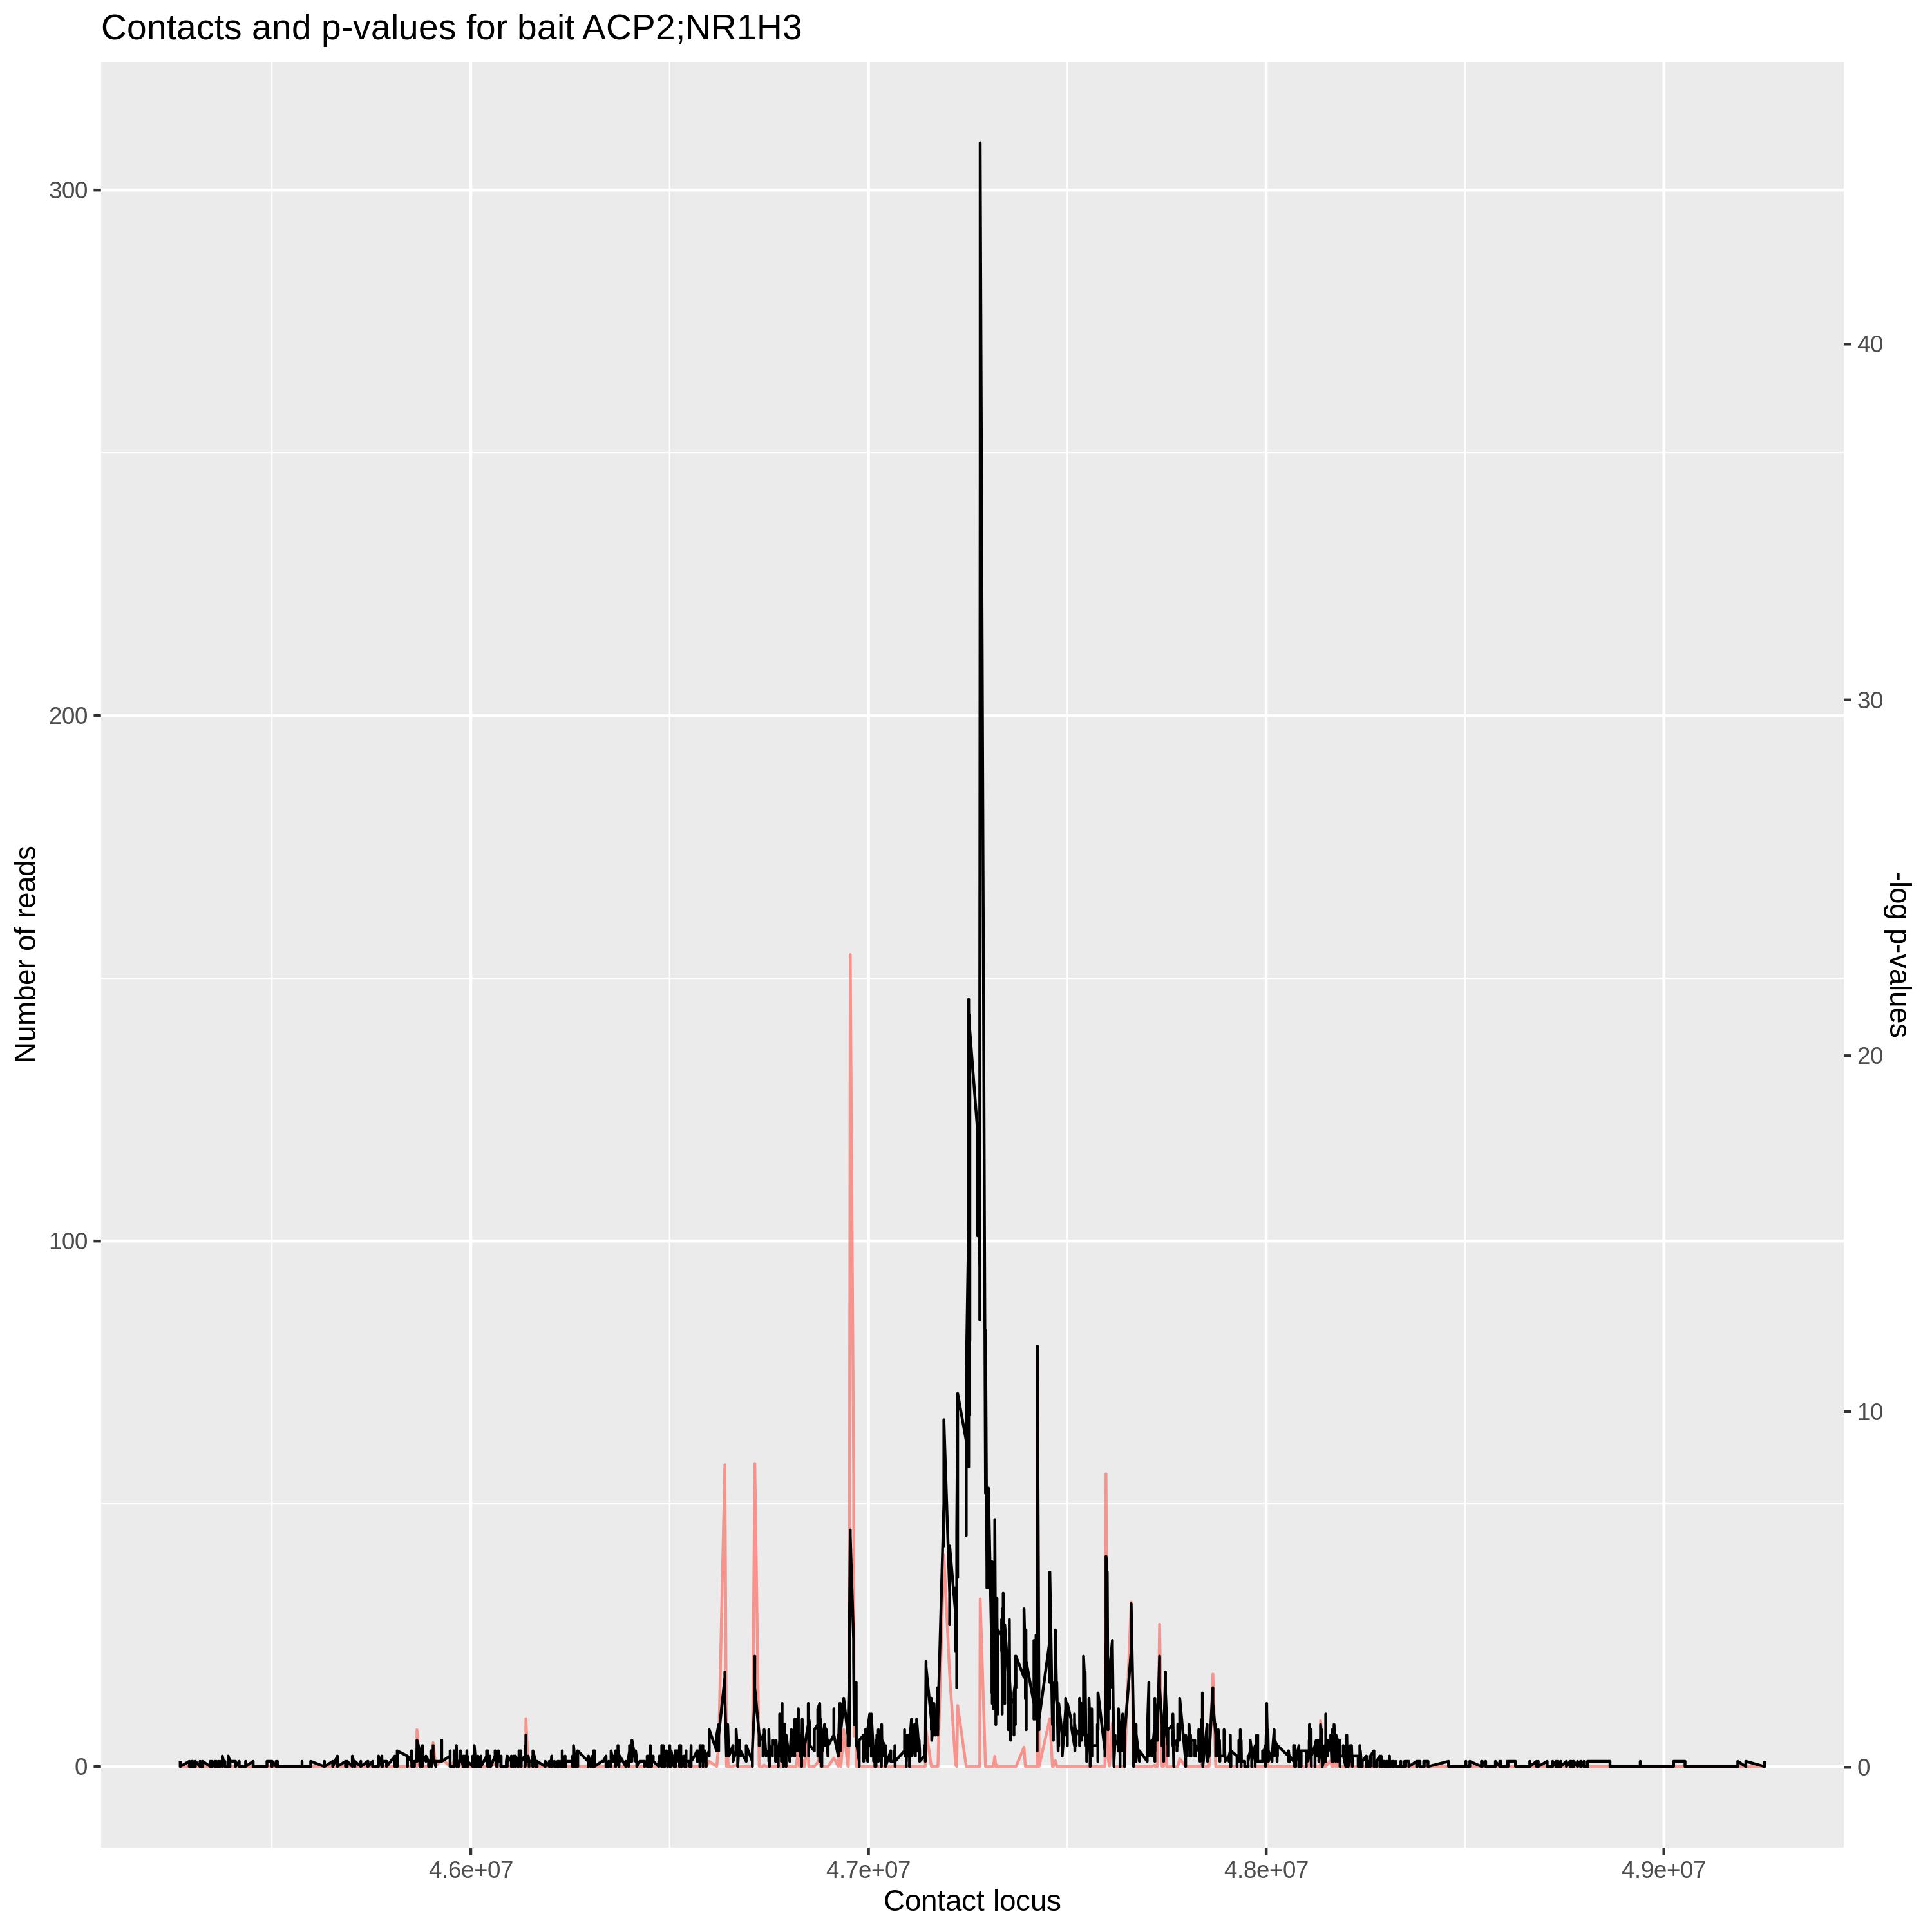 Contacts and p-values for bait ACP2;NR1H3
300
200
100
0
Number of reads
40
30
20
10
0
-log p-values
4.6e+07
4.7e+07
4.8e+07
4.9e+07
Contact locus